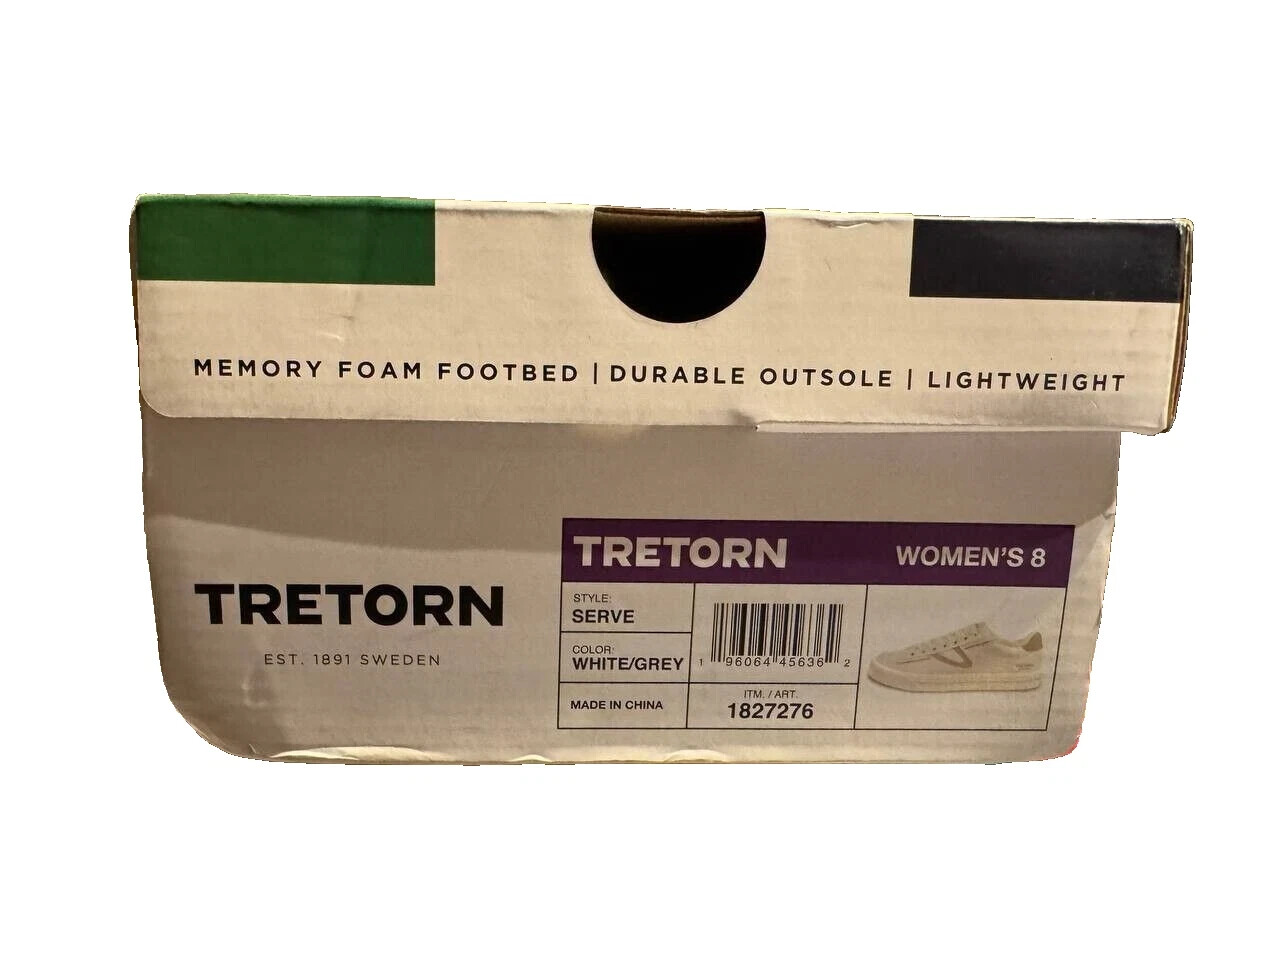 MEMORY FOAM FOOTBED | DURABLE OUTSOLE | LIGHTWEIGHT
TRETORN
EST. 1891 SWEDEN
TRETORN
WOMEN'S 8
STYLE:
SERVE
COLOR:
WHITE/GREY
MADE IN CHINA
1 96064 45636 2
ITM. / ART.
1827276